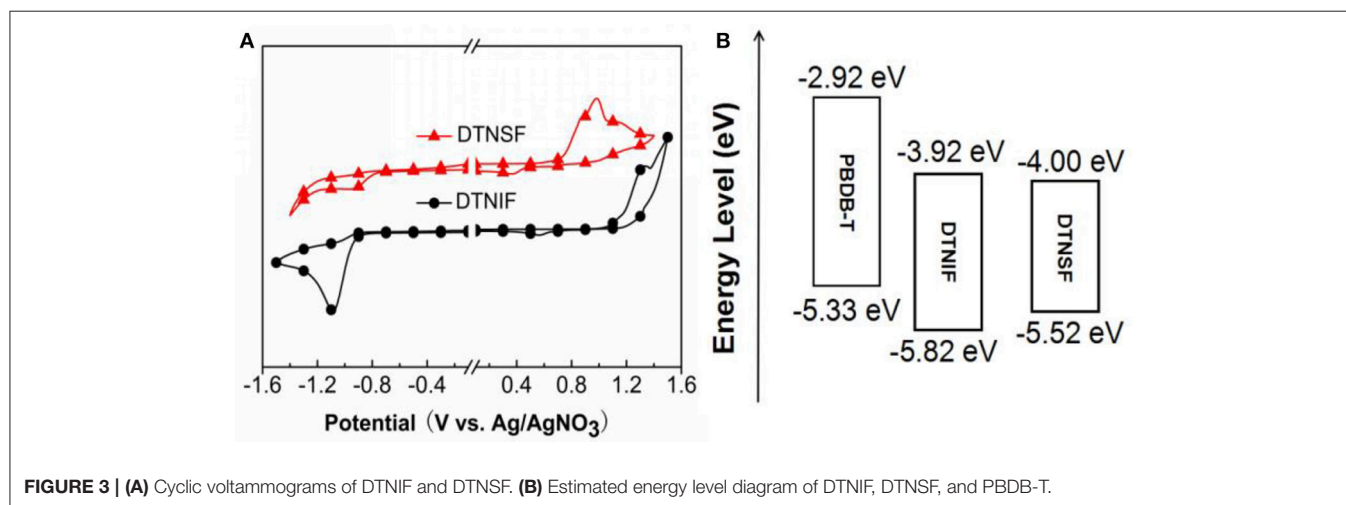 A
DTNSF
DTNIF
-1.6 -1.2 -0.8 -0.4 0.4 0.8 1.2 1.6
Potential (V vs. Ag/AgNO3)
B
Energy Level (eV)
-2.92 eV
PBDB-T
-5.33 eV
-3.92 eV
DTNIF
-5.82 eV
-4.00 eV
DTNSF
-5.52 eV
FIGURE 3 | (A) Cyclic voltammograms of DTNIF and DTNSF. (B) Estimated energy level diagram of DTNIF, DTNSF, and PBDB-T.